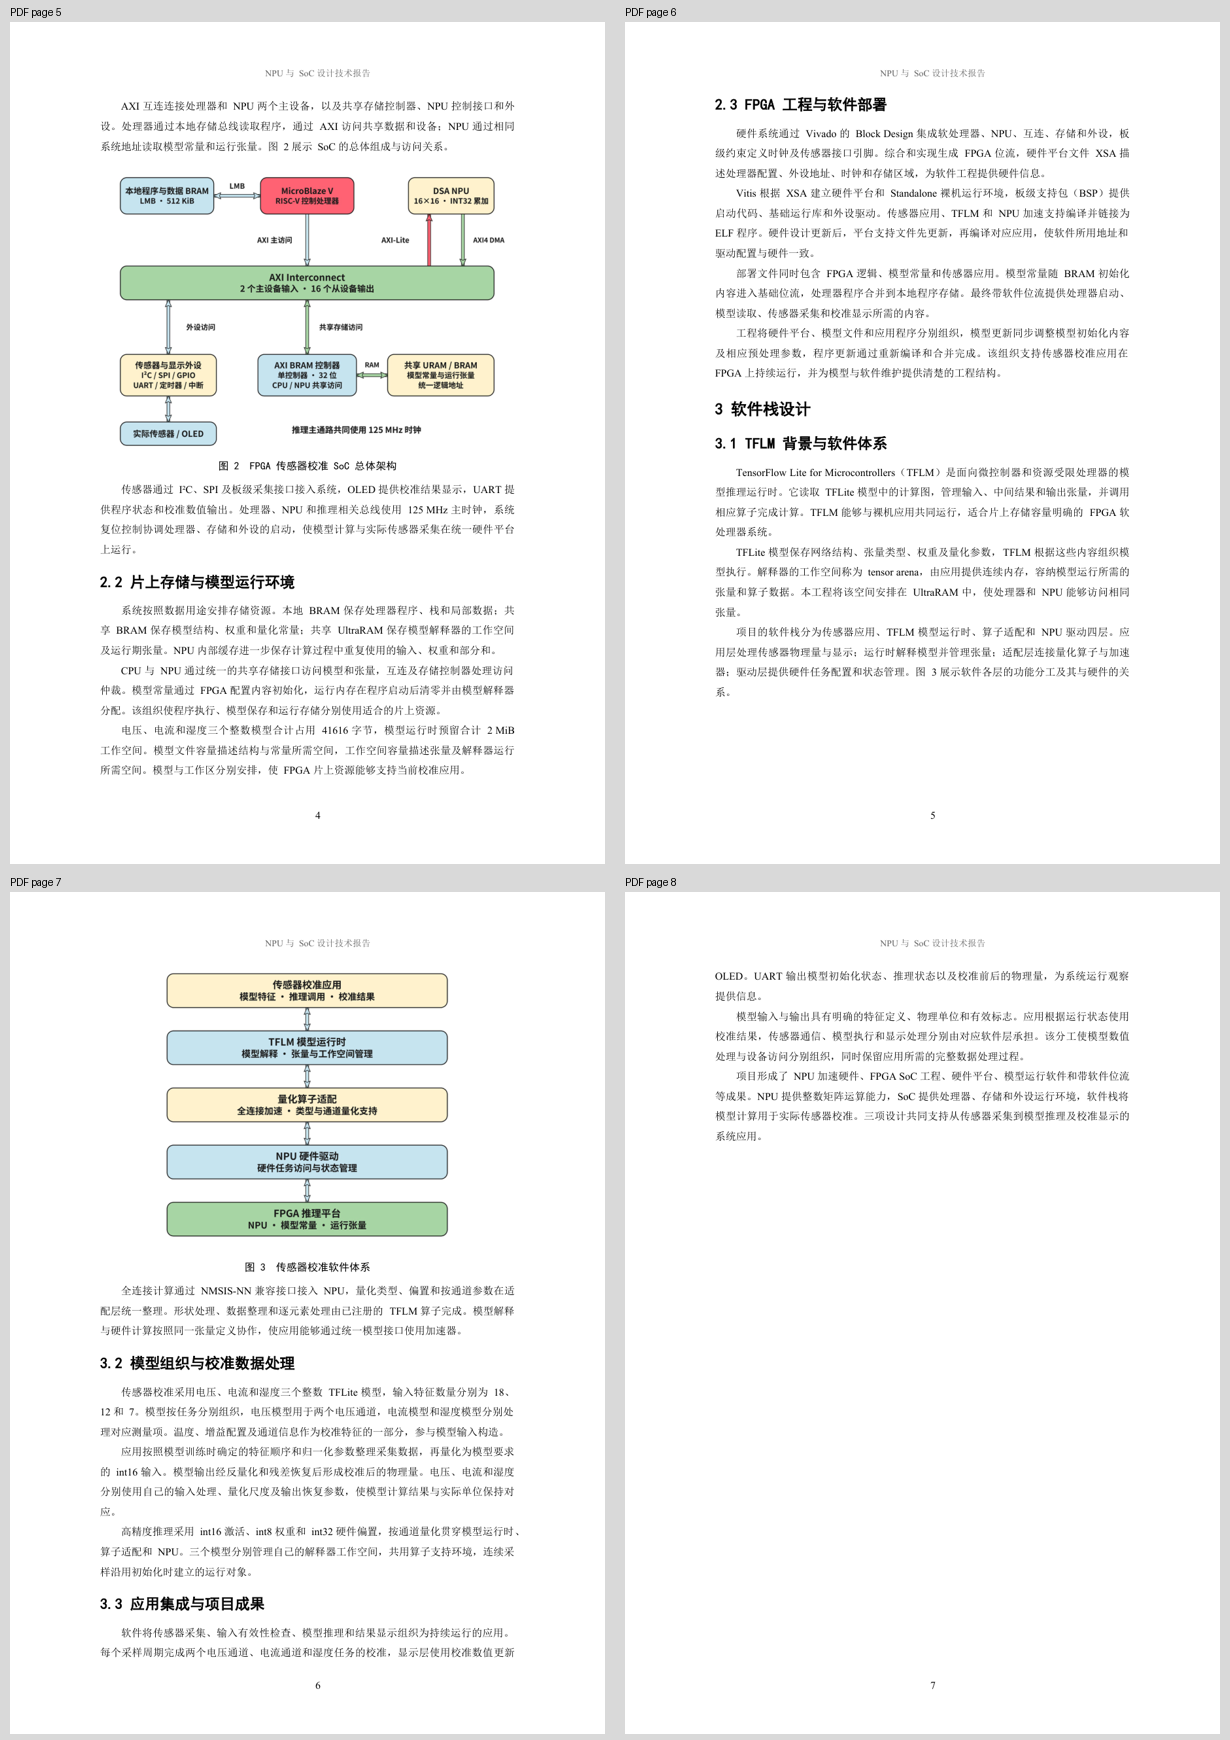 PDF page 5
NPU 与 SoC 设计技术报告
AXI 互连连接处理器和 NPU 两个主设备，以及共享存储控制器、NPU 控制接口和外
设。处理器通过本地存储总线读取程序，通过 AXI 访问共享数据和设备；NPU 通过相同
系统地址读取模型常量和运行张量。图 2 展示 SoC 的总体组成与访问关系。
本地程序与数据 BRAM
LMB · 512 KiB
LMB
MicroBlaze V
RISC-V 控制处理器
DSA NPU
16×16 · INT32 累加
AXI 主访问
AXI-Lite
AXI4 DMA
AXI Interconnect
2 个主设备输入 · 16 个从设备输出
外设访问
共享存储访问
传感器与显示外设
I²C / SPI / GPIO
UART / 定时器 / 中断
AXI BRAM 控制器
单控制器 · 32 位
CPU / NPU 共享访问
RAM
共享 URAM / BRAM
模型常量与运行张量
统一逻辑地址
实际传感器 / OLED
推理主通路共同使用 125 MHz 时钟
图 2 FPGA 传感器校准 SoC 总体架构
传感器通过 I²C、SPI 及板级采集接口接入系统，OLED 提供校准结果显示，UART 提
供程序状态和校准数值输出。处理器、NPU 和推理相关总线使用 125 MHz 主时钟，系统
复位控制协调处理器、存储和外设的启动，使模型计算与实际传感器采集在统一硬件平台
上运行。
2.2 片上存储与模型运行环境
系统按照数据用途安排存储资源。本地 BRAM 保存处理器程序、栈和局部数据；共
享 BRAM 保存模型结构、权重和量化常量；共享 UltraRAM 保存模型解释器的工作空间
及运行期张量。NPU 内部缓存进一步保存计算过程中重复使用的输入、权重和部分和。
CPU 与 NPU 通过统一的共享存储接口访问模型和张量，互连及存储控制器处理访问
仲裁。模型常量通过 FPGA 配置内容初始化，运行内存在程序启动后清零并由模型解释器
分配。该组织使程序执行、模型保存和运行存储分别使用适合的片上资源。
电压、电流和湿度三个整数模型合计占用 41616 字节，模型运行时预留合计 2 MiB
工作空间。模型文件容量描述结构与常量所需空间，工作空间容量描述张量及解释器运行
所需空间。模型与工作区分别安排，使 FPGA 片上资源能够支持当前校准应用。
4
PDF page 6
NPU 与 SoC 设计技术报告
2.3 FPGA 工程与软件部署
硬件系统通过 Vivado 的 Block Design 集成软处理器、NPU、互连、存储和外设，板
级约束定义时钟及传感器接口引脚。综合和实现生成 FPGA 位流，硬件平台文件 XSA 描
述处理器配置、外设地址、时钟和存储区域，为软件工程提供硬件信息。
Vitis 根据 XSA 建立硬件平台和 Standalone 裸机运行环境，板级支持包（BSP）提供
启动代码、基础运行库和外设驱动。传感器应用、TFLM 和 NPU 加速支持编译并链接为
ELF 程序。硬件设计更新后，平台支持文件先更新，再编译对应应用，使软件所用地址和
驱动配置与硬件一致。
部署文件同时包含 FPGA 逻辑、模型常量和传感器应用。模型常量随 BRAM 初始化
内容进入基础位流，处理器程序合并到本地程序存储。最终带软件位流提供处理器启动、
模型读取、传感器采集和校准显示所需的内容。
工程将硬件平台、模型文件和应用程序分别组织，模型更新同步调整模型初始化内容
及相应预处理参数，程序更新通过重新编译和合并完成。该组织支持传感器校准应用在
FPGA 上持续运行，并为模型与软件维护提供清楚的工程结构。
3 软件栈设计
3.1 TFLM 背景与软件体系
TensorFlow Lite for Microcontrollers（TFLM）是面向微控制器和资源受限处理器的模
型推理运行时。它读取 TFLite 模型中的计算图，管理输入、中间结果和输出张量，并调用
相应算子完成计算。TFLM 能够与裸机应用共同运行，适合片上存储容量明确的 FPGA 软
处理器系统。
TFLite 模型保存网络结构、张量类型、权重及量化参数，TFLM 根据这些内容组织模
型执行。解释器的工作空间称为 tensor arena，由应用提供连续内存，容纳模型运行所需的
张量和算子数据。本工程将该空间安排在 UltraRAM 中，使处理器和 NPU 能够访问相同
张量。
项目的软件栈分为传感器应用、TFLM 模型运行时、算子适配和 NPU 驱动四层。应
用层处理传感器物理量与显示；运行时解释模型并管理张量；适配层连接量化算子与加速
器；驱动层提供硬件任务配置和状态管理。图 3 展示软件各层的功能分工及其与硬件的关
系。
5
PDF page 7
NPU 与 SoC 设计技术报告
传感器校准应用
模型特征 · 推理调用 · 校准结果
TFLM 模型运行时
模型解释 · 张量与工作空间管理
量化算子适配
全连接加速 · 类型与通道量化支持
NPU 硬件驱动
硬件任务访问与状态管理
FPGA 推理平台
NPU · 模型常量 · 运行张量
图 3 传感器校准软件体系
全连接计算通过 NMSIS-NN 兼容接口接入 NPU，量化类型、偏置和按通道参数在适
配层统一整理。形状处理、数据整理和逐元素处理由已注册的 TFLM 算子完成。模型解释
与硬件计算按照同一张量定义协作，使应用能够通过统一模型接口使用加速器。
3.2 模型组织与校准数据处理
传感器校准采用电压、电流和湿度三个整数 TFLite 模型，输入特征数量分别为 18、
12 和 7。模型按任务分别组织，电压模型用于两个电压通道，电流模型和湿度模型分别处
理对应测量项。温度、增益配置及通道信息作为校准特征的一部分，参与模型输入构造。
应用按照模型训练时确定的特征顺序和归一化参数整理采集数据，再量化为模型要求
的 int16 输入。模型输出经反量化和残差恢复后形成校准后的物理量。电压、电流和湿度
分别使用自己的输入处理、量化尺度及输出恢复参数，使模型计算结果与实际单位保持对
应。
高精度推理采用 int16 激活、int8 权重和 int32 硬件偏置，按通道量化贯穿模型运行时、
算子适配和 NPU。三个模型分别管理自己的解释器工作空间，共用算子支持环境，连续采
样沿用初始化时建立的运行对象。
3.3 应用集成与项目成果
软件将传感器采集、输入有效性检查、模型推理和结果显示组织为持续运行的应用。
每个采样周期完成两个电压通道、电流通道和湿度任务的校准，显示层使用校准数值更新
6
PDF page 8
NPU 与 SoC 设计技术报告
OLED。UART 输出模型初始化状态、推理状态以及校准前后的物理量，为系统运行观察
提供信息。
模型输入与输出具有明确的特征定义、物理单位和有效标志。应用根据运行状态使用
校准结果，传感器通信、模型执行和显示处理分别由对应软件层承担。该分工使模型数值
处理与设备访问分别组织，同时保留应用所需的完整数据处理过程。
项目形成了 NPU 加速硬件、FPGA SoC 工程、硬件平台、模型运行软件和带软件位流
等成果。NPU 提供整数矩阵运算能力，SoC 提供处理器、存储和外设运行环境，软件栈将
模型计算用于实际传感器校准。三项设计共同支持从传感器采集到模型推理及校准显示的
系统应用。
7